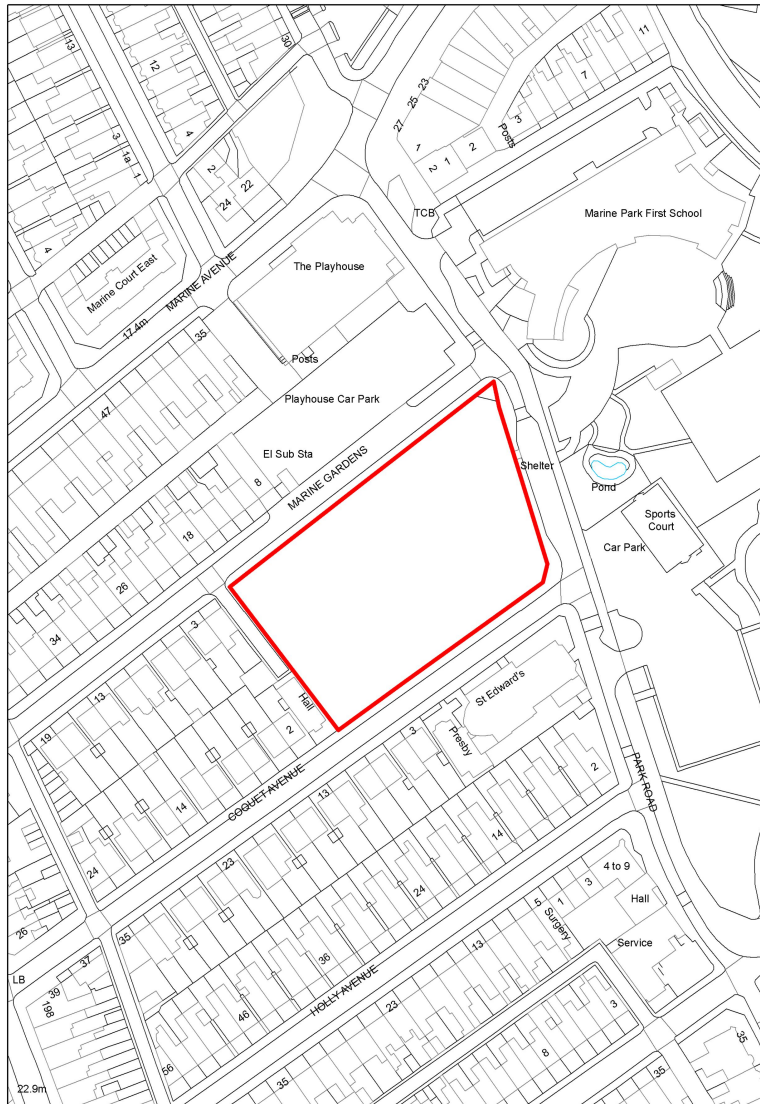 13
12
30
4
3
1a
1
4
2
22
24
23
25
27
1
2
1
2
3
Posts
7
11
TCB
Marine Park First School
The Playhouse
Marine Court East
MARINE AVENUE
17.4m
35
Posts
47
Playhouse Car Park
El Sub Sta
MARINE GARDENS
8
18
26
34
Shelter
Pond
Sports
Court
Car Park
3
13
19
Hall
2
14
24
COQUET AVENUE
St Edward's
Presby
3
13
23
35
2
14
24
36
46
56
PARK ROAD
HOLLY AVENUE
4 to 9
3
1
5
Surgery
Hall
Service
13
23
35
3
8
35
35
26
LB
37
39
198
22.9m